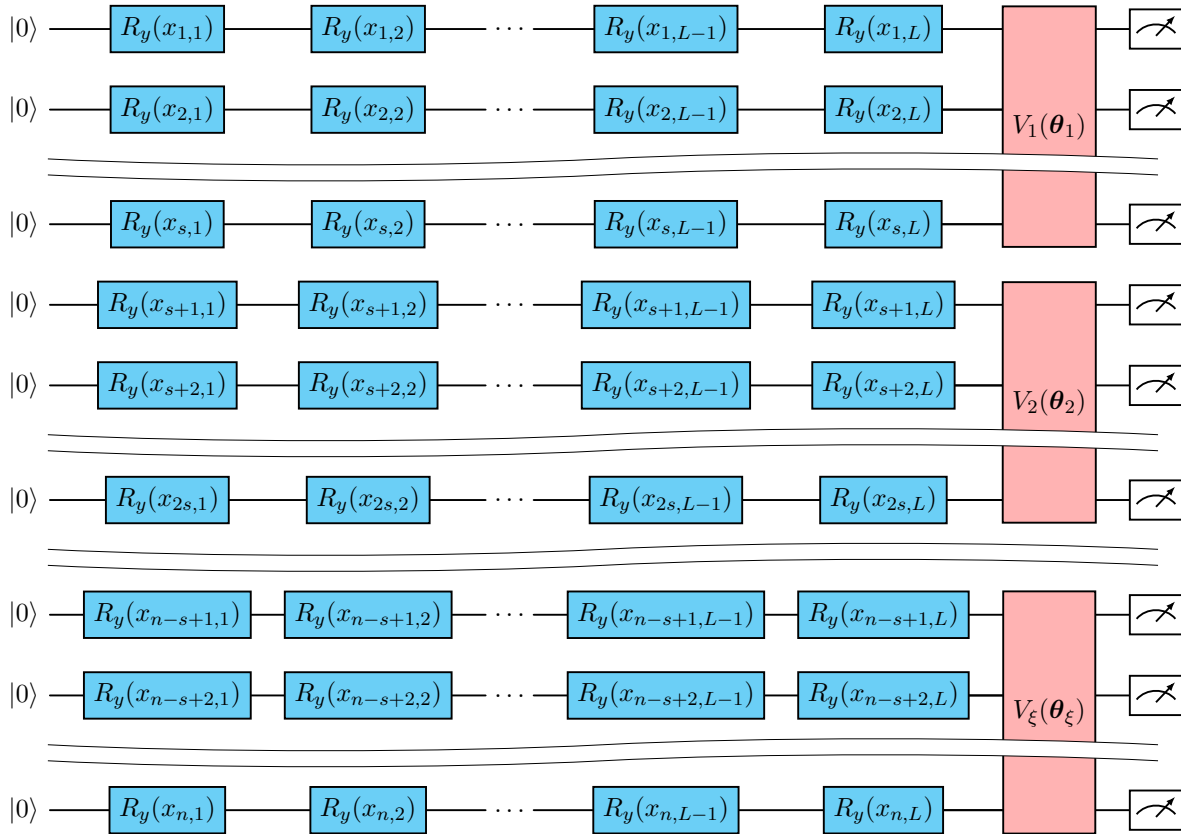 |0⟩ R_y(x_{1,1}) R_y(x_{1,2}) ⋯ R_y(x_{1,L−1}) R_y(x_{1,L})
|0⟩ R_y(x_{2,1}) R_y(x_{2,2}) ⋯ R_y(x_{2,L−1}) R_y(x_{2,L})
V_1(θ_1)
|0⟩ R_y(x_{s,1}) R_y(x_{s,2}) ⋯ R_y(x_{s,L−1}) R_y(x_{s,L})
|0⟩ R_y(x_{s+1,1}) R_y(x_{s+1,2}) ⋯ R_y(x_{s+1,L−1}) R_y(x_{s+1,L})
|0⟩ R_y(x_{s+2,1}) R_y(x_{s+2,2}) ⋯ R_y(x_{s+2,L−1}) R_y(x_{s+2,L})
V_2(θ_2)
|0⟩ R_y(x_{2s,1}) R_y(x_{2s,2}) ⋯ R_y(x_{2s,L−1}) R_y(x_{2s,L})
|0⟩ R_y(x_{n−s+1,1}) R_y(x_{n−s+1,2}) ⋯ R_y(x_{n−s+1,L−1}) R_y(x_{n−s+1,L})
|0⟩ R_y(x_{n−s+2,1}) R_y(x_{n−s+2,2}) ⋯ R_y(x_{n−s+2,L−1}) R_y(x_{n−s+2,L})
V_ξ(θ_ξ)
|0⟩ R_y(x_{n,1}) R_y(x_{n,2}) ⋯ R_y(x_{n,L−1}) R_y(x_{n,L})